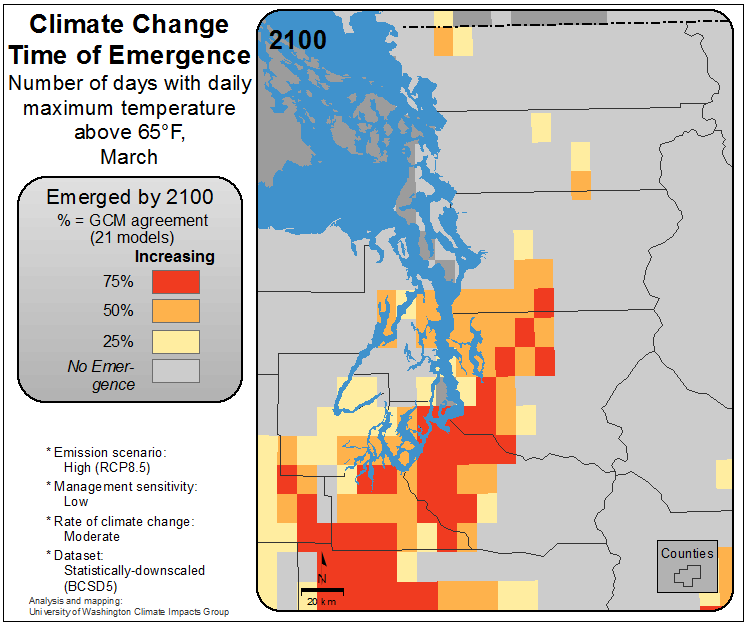 Climate Change
Time of Emergence
Number of days with daily
maximum temperature
above 65°F,
March
Emerged by 2100
% = GCM agreement
(21 models)
Increasing
75%
50%
25%
No Emer-
gence
* Emission scenario:
High (RCP8.5)
* Management sensitivity:
Low
* Rate of climate change:
Moderate
* Dataset:
Statistically-downscaled
(BCSD5)
Analysis and mapping:
University of Washington Climate Impacts Group
2100
N
20 km
Counties